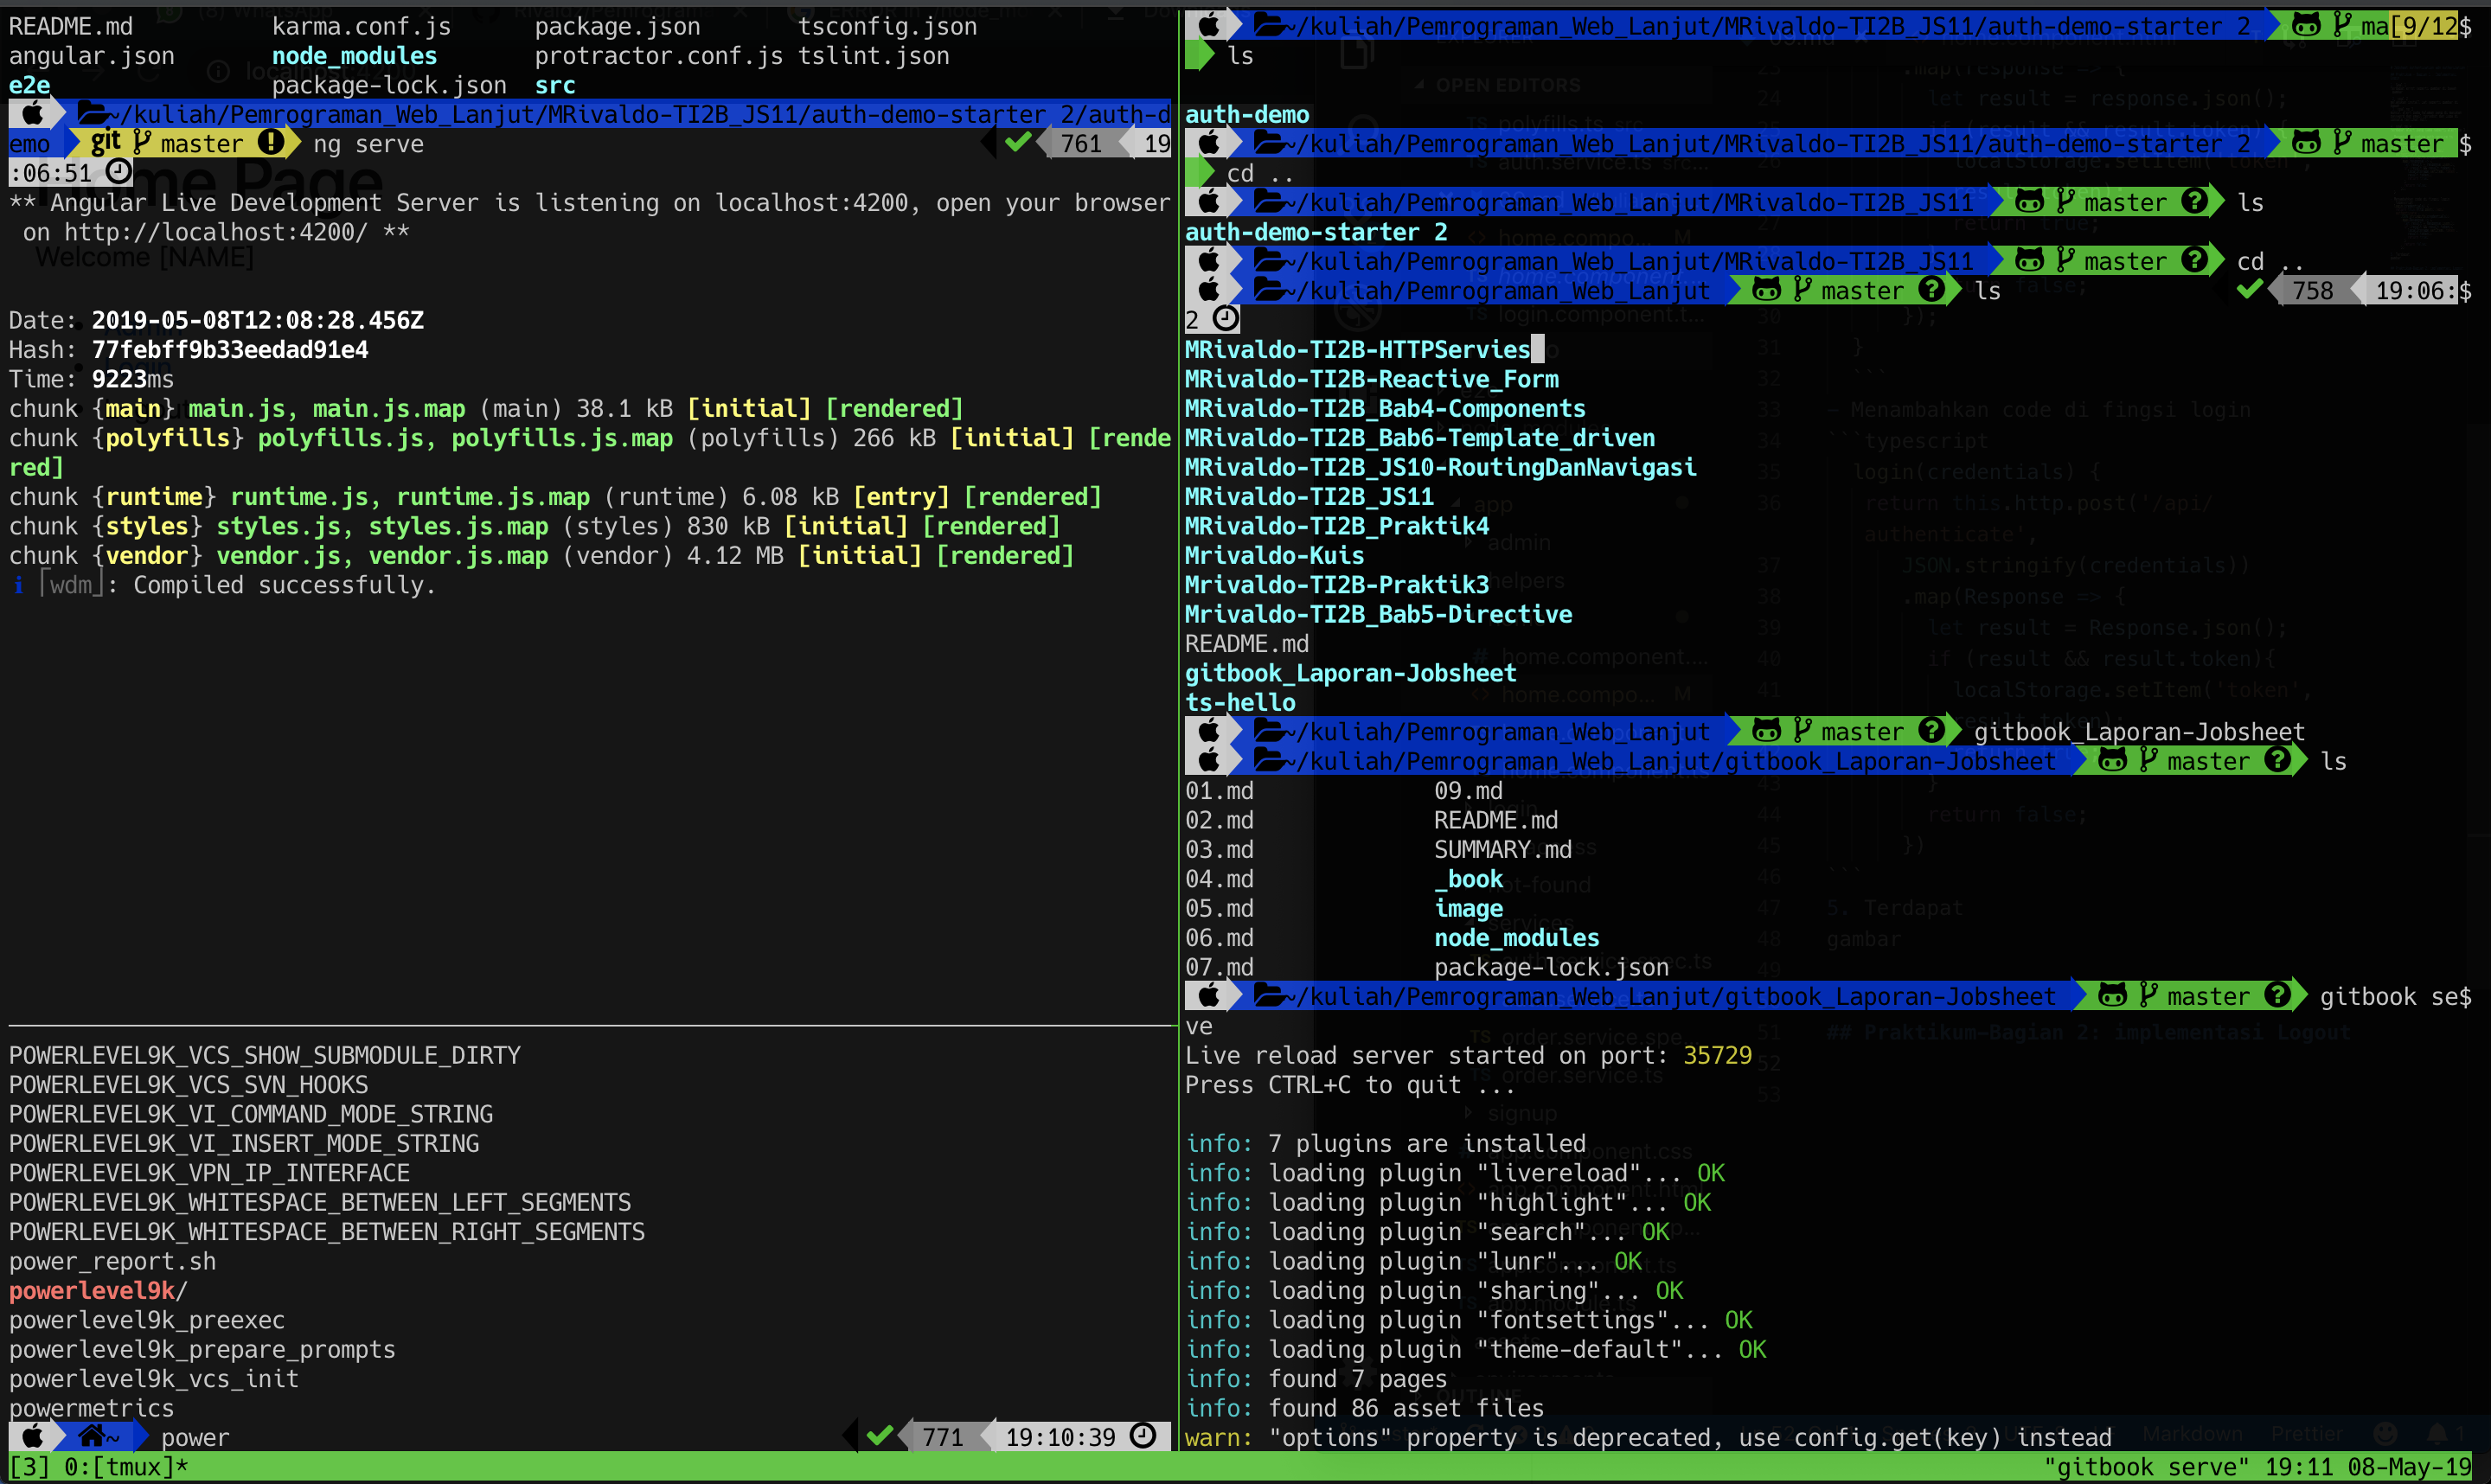 README.md          karma.conf.js      package.json       tsconfig.json
angular.json       node_modules       protractor.conf.js tslint.json
e2e                package-lock.json  src
~/kuliah/Pemrograman_Web_Lanjut/MRivaldo-TI2B_JS11/auth-demo-starter 2/auth-d
emo git master ng serve 761 19
:06:51
** Angular Live Development Server is listening on localhost:4200, open your browser
on http://localhost:4200/ **
Home Page
Welcome [NAME]
Date: 2019-05-08T12:08:28.456Z
Hash: 77febff9b33eedad91e4
Time: 9223ms
chunk {main} main.js, main.js.map (main) 38.1 kB [initial] [rendered]
chunk {polyfills} polyfills.js, polyfills.js.map (polyfills) 266 kB [initial] [rende
red]
chunk {runtime} runtime.js, runtime.js.map (runtime) 6.08 kB [entry] [rendered]
chunk {styles} styles.js, styles.js.map (styles) 830 kB [initial] [rendered]
chunk {vendor} vendor.js, vendor.js.map (vendor) 4.12 MB [initial] [rendered]
ℹ ｢wdm｣: Compiled successfully.
POWERLEVEL9K_VCS_SHOW_SUBMODULE_DIRTY
POWERLEVEL9K_VCS_SVN_HOOKS
POWERLEVEL9K_VI_COMMAND_MODE_STRING
POWERLEVEL9K_VI_INSERT_MODE_STRING
POWERLEVEL9K_VPN_IP_INTERFACE
POWERLEVEL9K_WHITESPACE_BETWEEN_LEFT_SEGMENTS
POWERLEVEL9K_WHITESPACE_BETWEEN_RIGHT_SEGMENTS
power_report.sh
powerlevel9k/
powerlevel9k_preexec
powerlevel9k_prepare_prompts
powerlevel9k_vcs_init
powermetrics
~ power 771 19:10:39
~/kuliah/Pemrograman_Web_Lanjut/MRivaldo-TI2B_JS11/auth-demo-starter 2 ma[9/12$
ls
auth-demo
~/kuliah/Pemrograman_Web_Lanjut/MRivaldo-TI2B_JS11/auth-demo-starter 2 master $
cd ..
~/kuliah/Pemrograman_Web_Lanjut/MRivaldo-TI2B_JS11 master ls
auth-demo-starter 2
~/kuliah/Pemrograman_Web_Lanjut/MRivaldo-TI2B_JS11 master cd ..
~/kuliah/Pemrograman_Web_Lanjut master ls 758 19:06:$
2
MRivaldo-TI2B-HTTPServies
MRivaldo-TI2B-Reactive_Form
MRivaldo-TI2B_Bab4-Components
MRivaldo-TI2B_Bab6-Template_driven
MRivaldo-TI2B_JS10-RoutingDanNavigasi
MRivaldo-TI2B_JS11
MRivaldo-TI2B_Praktik4
Mrivaldo-Kuis
Mrivaldo-TI2B-Praktik3
Mrivaldo-TI2B_Bab5-Directive
README.md
gitbook_Laporan-Jobsheet
ts-hello
~/kuliah/Pemrograman_Web_Lanjut master gitbook_Laporan-Jobsheet
~/kuliah/Pemrograman_Web_Lanjut/gitbook_Laporan-Jobsheet master ls
01.md             09.md
02.md             README.md
03.md             SUMMARY.md
04.md             _book
05.md             image
06.md             node_modules
07.md             package-lock.json
~/kuliah/Pemrograman_Web_Lanjut/gitbook_Laporan-Jobsheet master gitbook se$
ve
Live reload server started on port: 35729
Press CTRL+C to quit ...
info: 7 plugins are installed
info: loading plugin "livereload"... OK
info: loading plugin "highlight"... OK
info: loading plugin "search"... OK
info: loading plugin "lunr"... OK
info: loading plugin "sharing"... OK
info: loading plugin "fontsettings"... OK
info: loading plugin "theme-default"... OK
info: found 7 pages
info: found 86 asset files
warn: "options" property is deprecated, use config.get(key) instead
[3] 0:[tmux]* "gitbook serve" 19:11 08-May-19